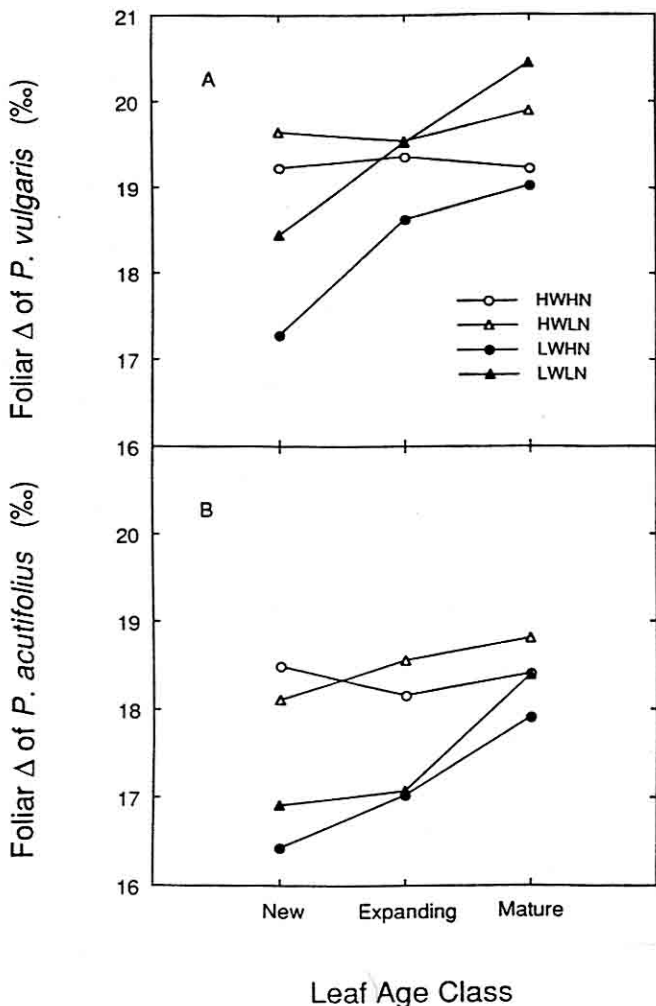 21
20
19
18
17
16
Foliar Δ of P. vulgaris (‰)
A
HWHN
HWLN
LWHN
LWLN
20
19
18
17
16
Foliar Δ of P. acutifolius (‰)
B
New Expanding Mature
Leaf Age Class